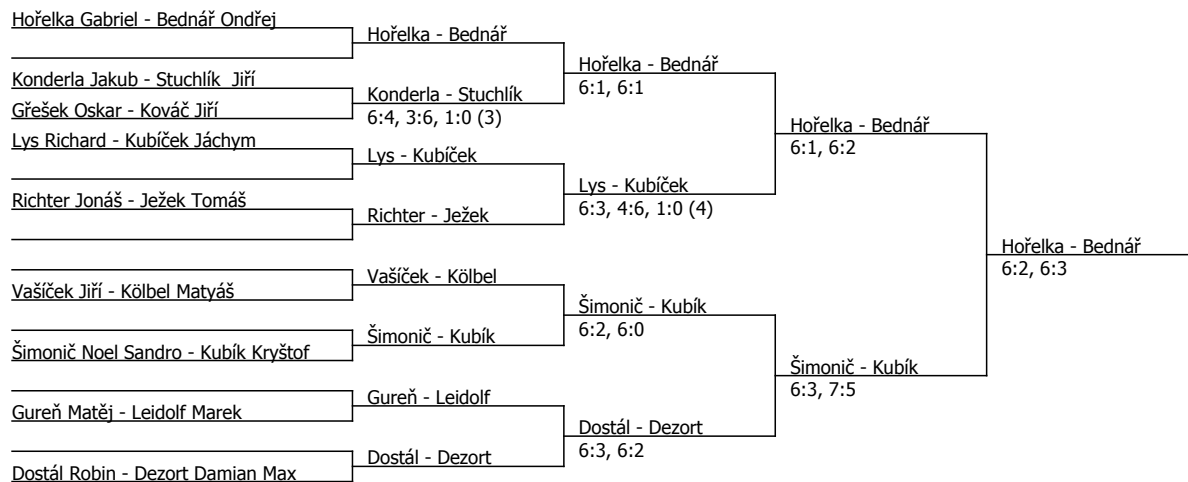 Hořelka Gabriel - Bednář Ondřej
Hořelka - Bednář
Hořelka - Bednář
6:1, 6:1
Konderla Jakub - Stuchlík  Jiří
Konderla - Stuchlík
6:4, 3:6, 1:0 (3)
Gřešek Oskar - Kováč Jiří
Hořelka - Bednář
6:1, 6:2
Lys Richard - Kubíček Jáchym
Lys - Kubíček
Lys - Kubíček
6:3, 4:6, 1:0 (4)
Richter Jonáš - Ježek Tomáš
Richter - Ježek
Hořelka - Bednář
6:2, 6:3
Vašíček - Kölbel
Vašíček Jiří - Kölbel Matyáš
Šimonič - Kubík
6:2, 6:0
Šimonič - Kubík
Šimonič Noel Sandro - Kubík Kryštof
Šimonič - Kubík
6:3, 7:5
Gureň - Leidolf
Gureň Matěj - Leidolf Marek
Dostál - Dezort
6:3, 6:2
Dostál - Dezort
Dostál Robin - Dezort Damian Max